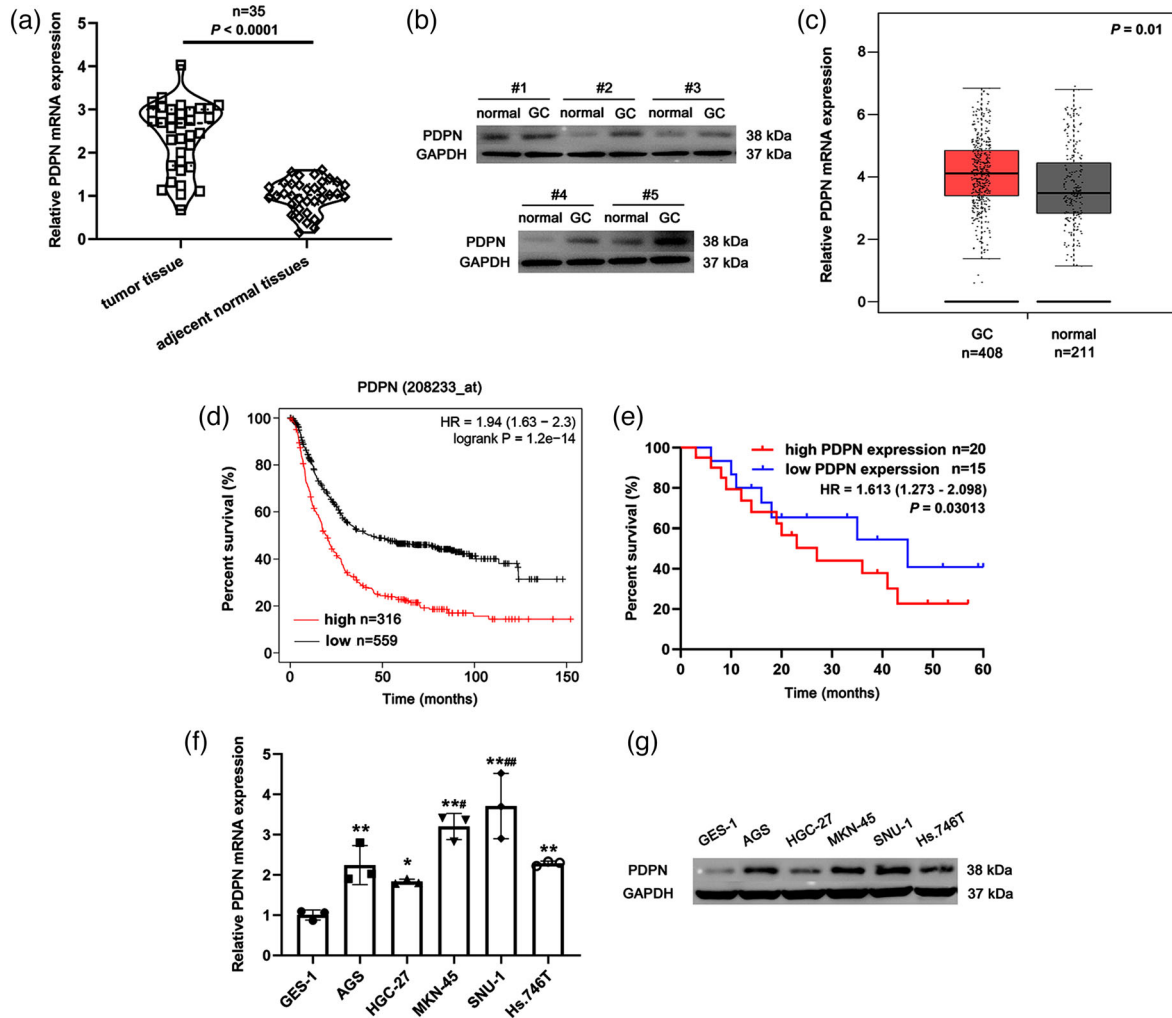 (a)
n=35
P < 0.0001
Relative PDPN mRNA expression
5
4
3
2
1
0
tumor tissue
adjecent normal tissues
(b)
#1 #2 #3
normal GC normal GC normal GC
PDPN 38 kDa
GAPDH 37 kDa
#4 #5
normal GC normal GC
PDPN 38 kDa
GAPDH 37 kDa
(c)
P = 0.01
Relative PDPN mRNA expression
8
6
4
2
0
GC normal
n=408 n=211
(d)
PDPN (208233_at)
HR = 1.94 (1.63 − 2.3)
logrank P = 1.2e−14
Percent survival (%)
100
80
60
40
20
0
high n=316
low n=559
0 50 100 150
Time (months)
(e)
high PDPN expression n=20
low PDPN experssion n=15
HR = 1.613 (1.273 - 2.098)
P = 0.03013
Percent survival (%)
100
80
60
40
20
0
0 10 20 30 40 50 60
Time (months)
(f)
Relative PDPN mRNA expression
5
4
3
2
1
0
** * **# **## **
GES-1 AGS HGC-27 MKN-45 SNU-1 Hs.746T
(g)
GES-1 AGS HGC-27 MKN-45 SNU-1 Hs.746T
PDPN 38 kDa
GAPDH 37 kDa